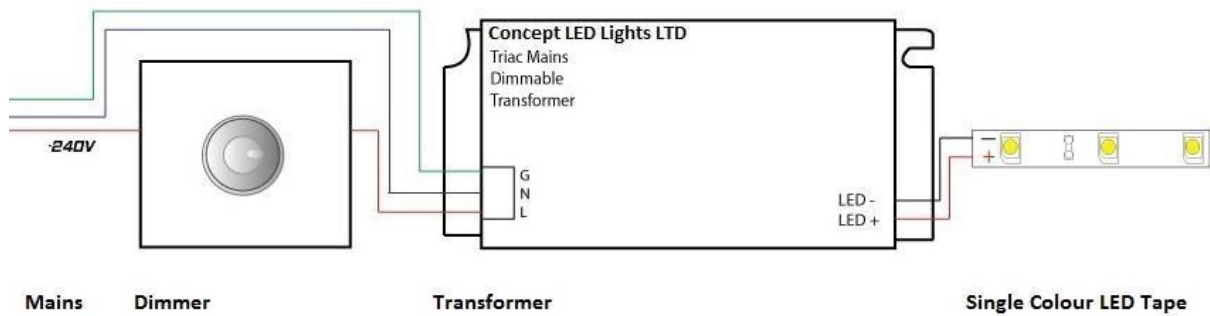 Concept LED Lights LTD
Triac Mains
Dimmable
Transformer
~240V
G
N
L
LED -
LED +
–
+
Mains
Dimmer
Transformer
Single Colour LED Tape